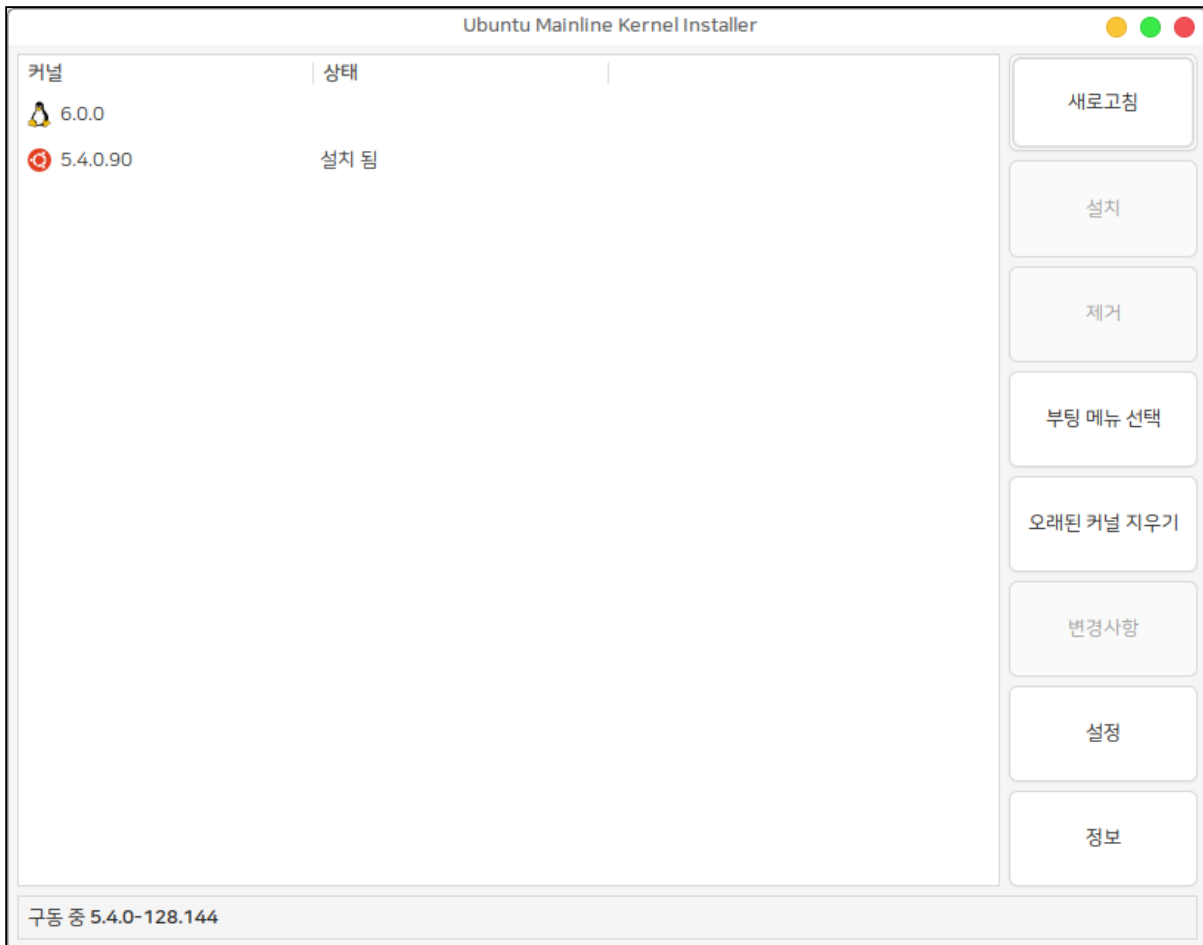 Ubuntu Mainline Kernel Installer
커널 상태
6.0.0
5.4.0.90 설치 됨
새로고침
설치
제거
부팅 메뉴 선택
오래된 커널 지우기
변경사항
설정
정보
구동 중 5.4.0-128.144